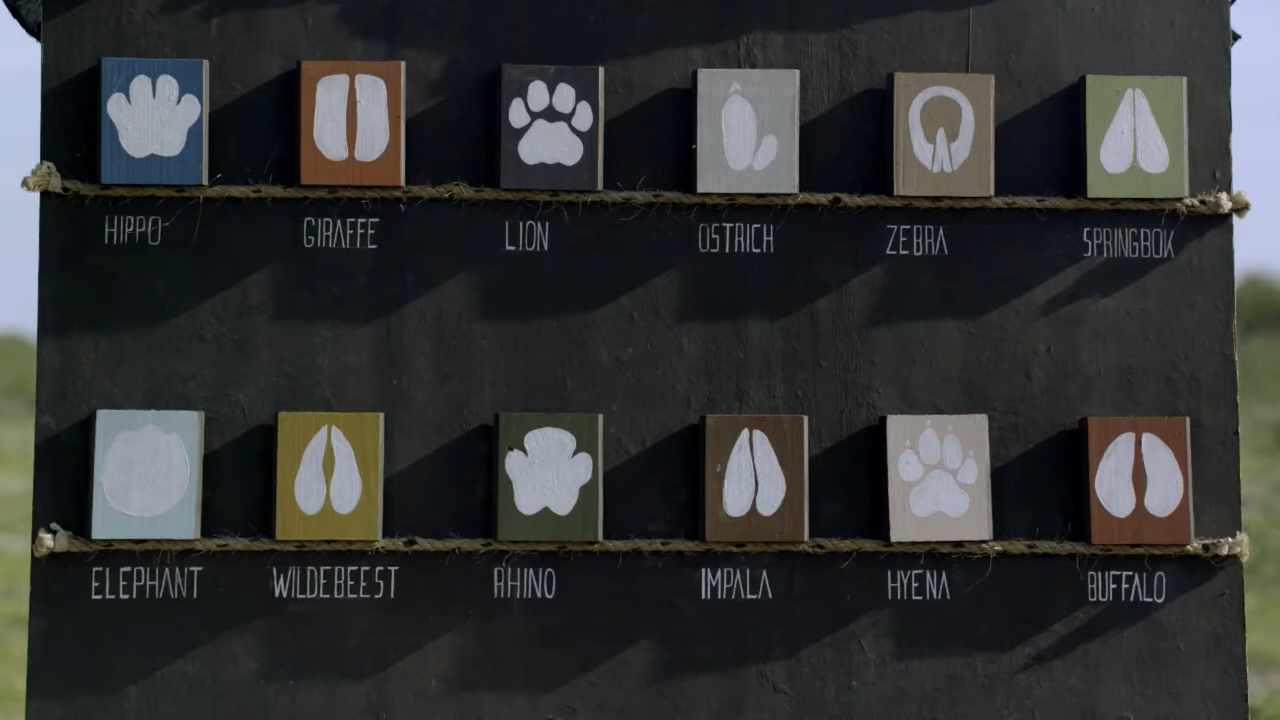 HIPPO
GIRAFFE
LION
OSTRICH
ZEBRA
SPRINGBOK
ELEPHANT
WILDEBEEST
RHINO
IMPALA
HYENA
BUFFALO